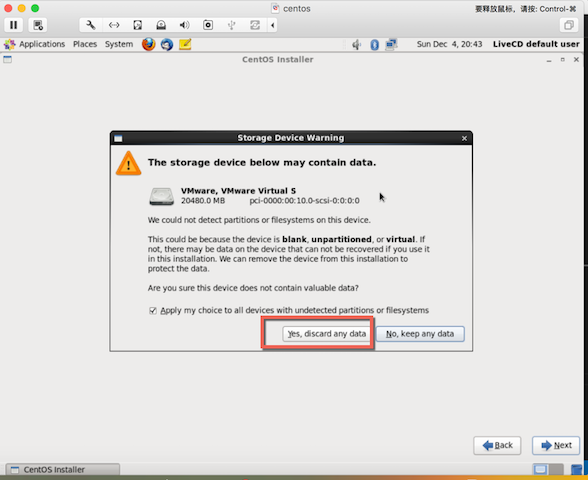 centos
要释放鼠标，请按: Control-⌘
Applications Places System
Sun Dec 4, 20:43 LiveCD default user
CentOS Installer
Storage Device Warning
The storage device below may contain data.
VMware, VMware Virtual S
20480.0 MB pci-0000:00:10.0-scsi-0:0:0:0
We could not detect partitions or filesystems on this device.
This could be because the device is blank, unpartitioned, or virtual. If
not, there may be data on the device that can not be recovered if you use it
in this installation. We can remove the device from this installation to
protect the data.
Are you sure this device does not contain valuable data?
Apply my choice to all devices with undetected partitions or filesystems
Yes, discard any data
No, keep any data
Back
Next
CentOS Installer